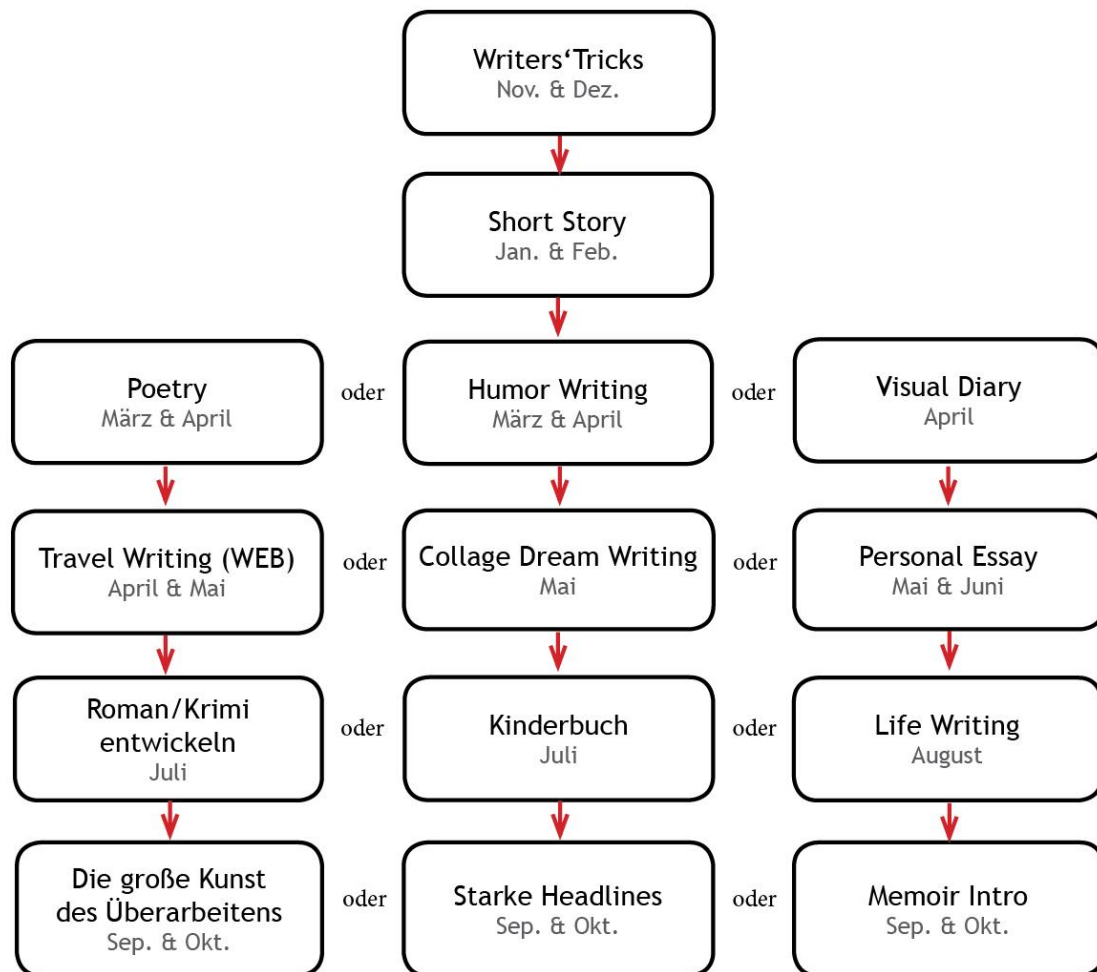 Writers‘Tricks
Nov. & Dez.
Short Story
Jan. & Feb.
Poetry
März & April
oder
Humor Writing
März & April
oder
Visual Diary
April
Travel Writing (WEB)
April & Mai
oder
Collage Dream Writing
Mai
oder
Personal Essay
Mai & Juni
Roman/Krimi
entwickeln
Juli
oder
Kinderbuch
Juli
oder
Life Writing
August
Die große Kunst
des Überarbeitens
Sep. & Okt.
oder
Starke Headlines
Sep. & Okt.
oder
Memoir Intro
Sep. & Okt.